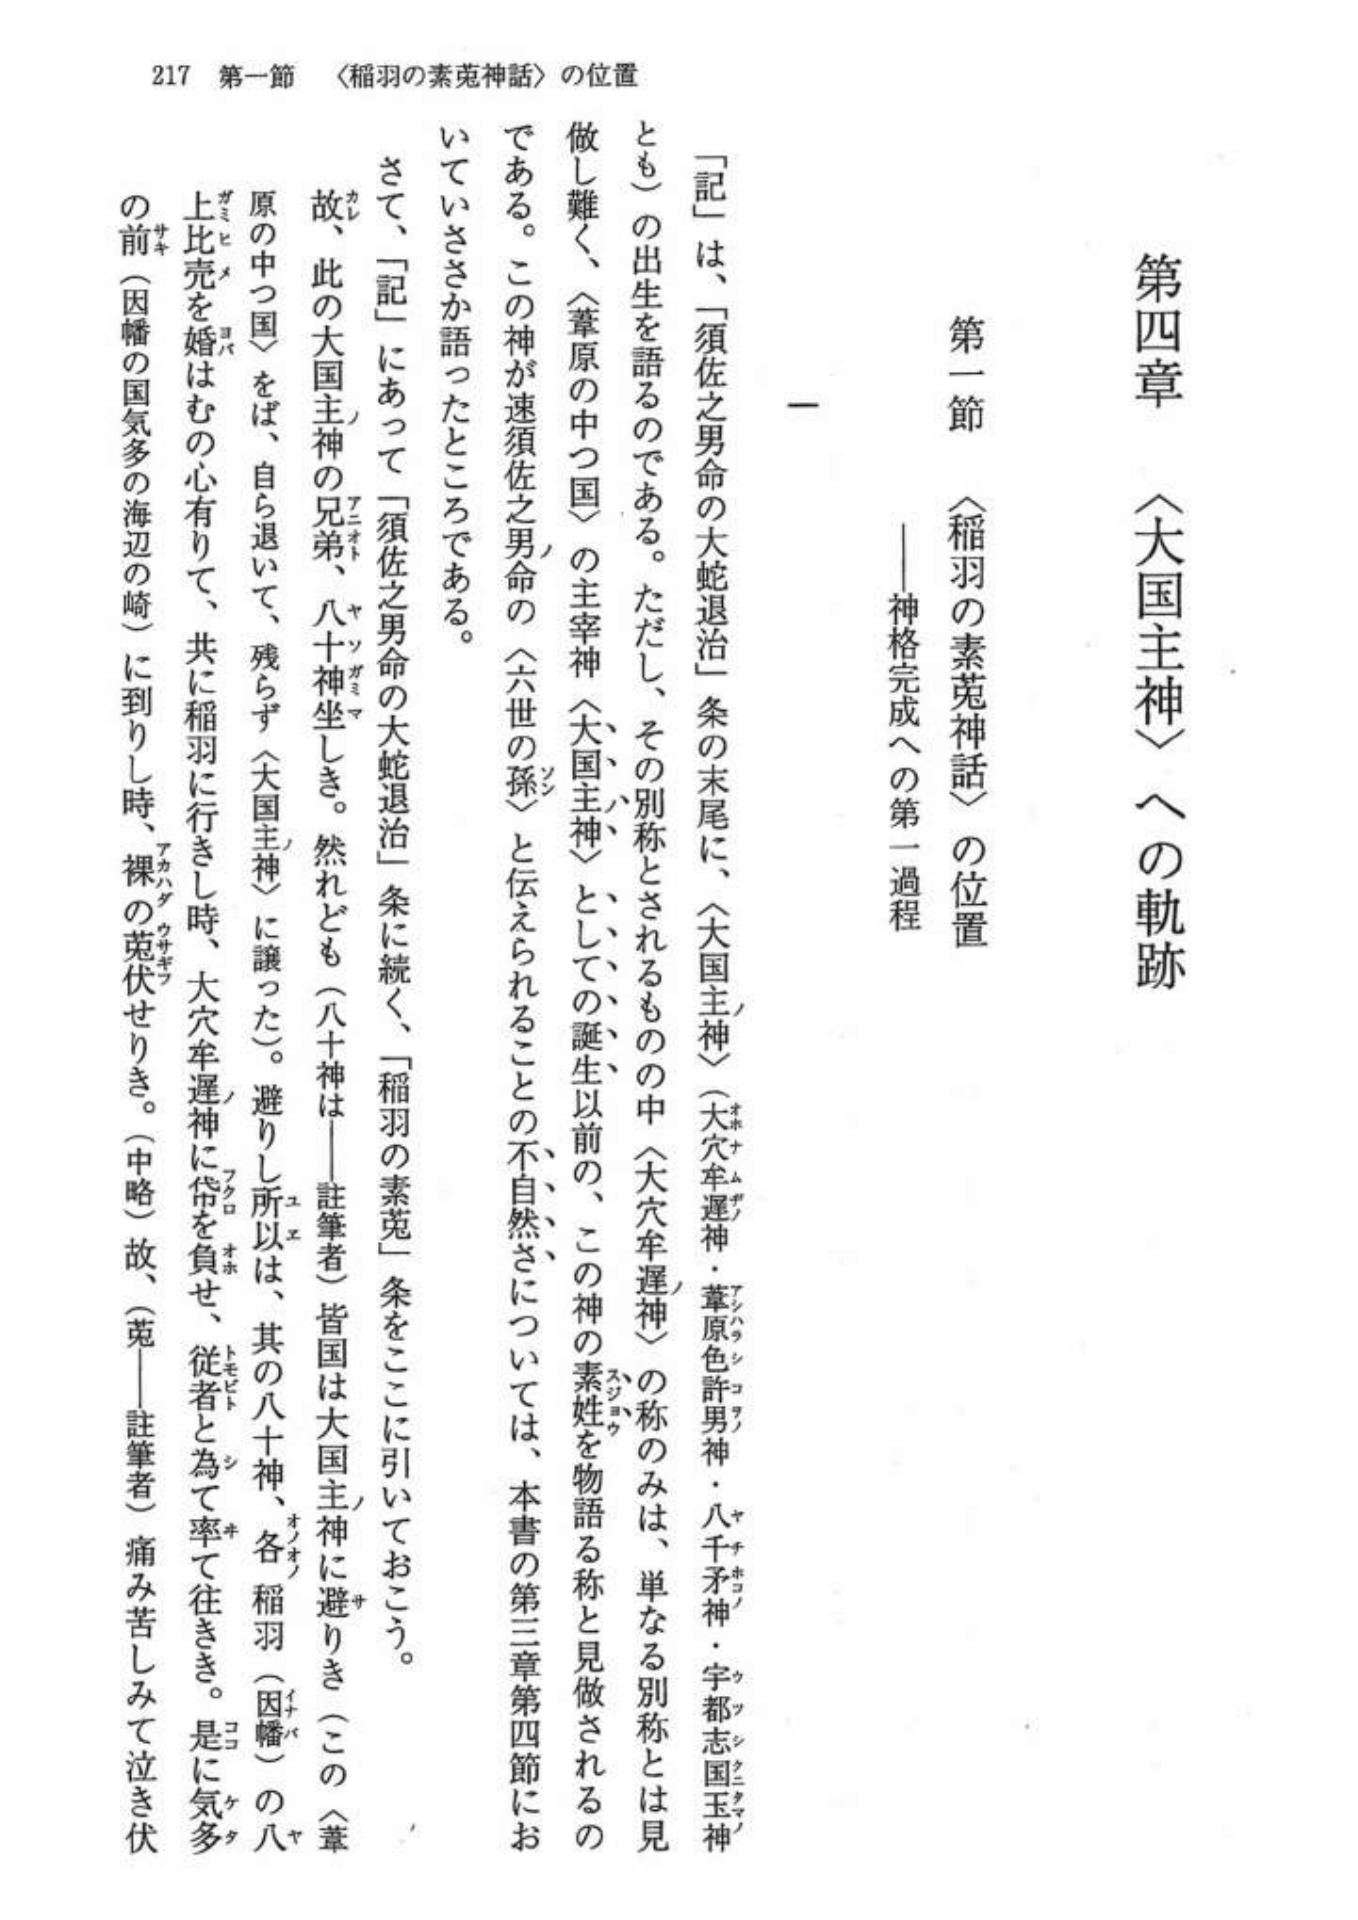 217　第一節　〈稲羽の素莵神話〉の位置
第四章　〈大国主神〉への軌跡
第一節　〈稲羽の素莵神話〉の位置
――神格完成への第一過程
一
「記」は、「須佐之男命の大蛇退治」条の末尾に、〈大国主ノ神〉（大穴牟遅神・葦原色許男神・八千矛神・宇都志国玉神
とも）の出生を語るのである。ただし、その別称とされるものの中〈大穴牟遅ノ神〉の称のみは、単なる別称とは見
做し難く、〈葦原の中つ国〉の主宰神〈大国主ノ神〉としての誕生以前の、この神の素姓を物語る称と見做されるの
である。この神が速須佐之男ノ命の〈六世の孫〉と伝えられることの不自然さについては、本書の第三章第四節にお
いていささか語ったところである。
さて、「記」にあって「須佐之男命の大蛇退治」条に続く、「稲羽の素莵」条をここに引いておこう。
故、此の大国主ノ神の兄弟、八十神坐しき。然れども（八十神は――註筆者）皆国は大国主ノ神に避りき（この〈葦
原の中つ国〉をば、自ら退いて、残らず〈大国主ノ神〉に譲った）。避りし所以は、其の八十神、各稲羽（因幡）の八
上比売を婚はむの心有りて、共に稲羽に行きし時、大穴牟遅ノ神に帒を負せ、従者と為て率て往きき。是に気多
の前（因幡の国気多の海辺の崎）に到りし時、裸の莵伏せりき。（中略）故、（莵――註筆者）痛み苦しみて泣き伏